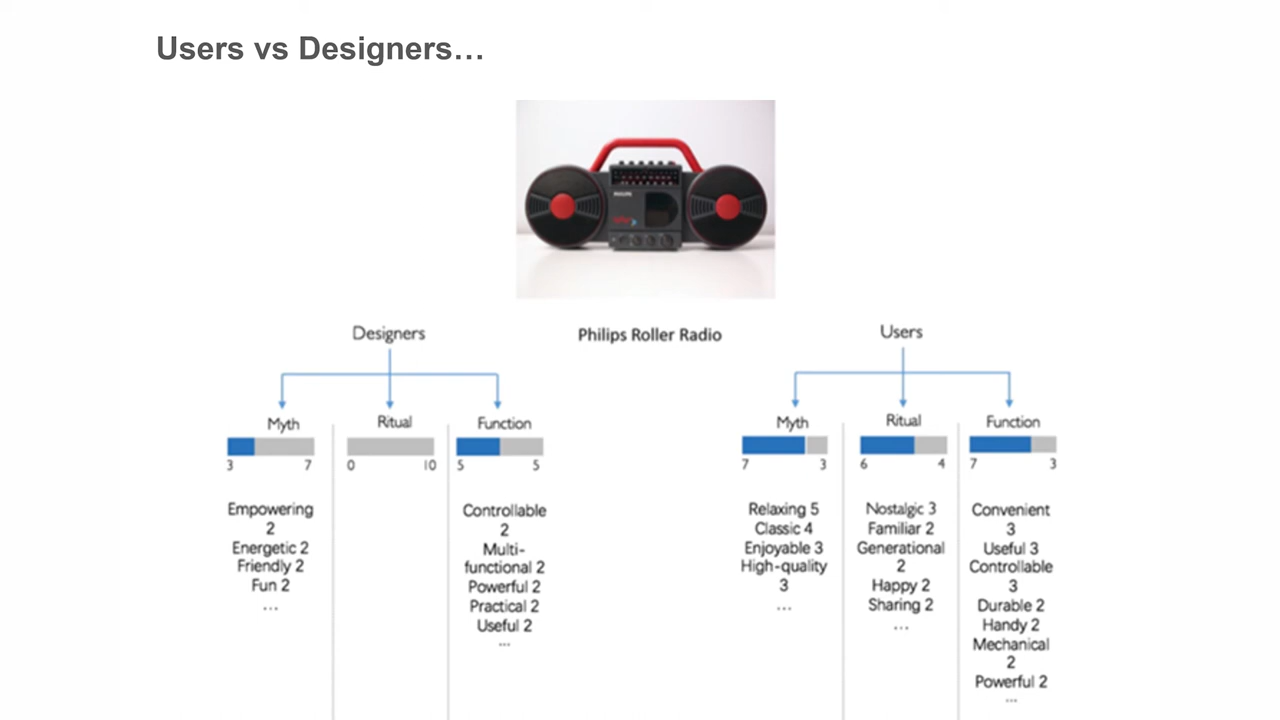 Users vs Designers…
PHILIPS
Designers
Philips Roller Radio
Users
Myth
Ritual
Function
3 7
0 10
5 5
Empowering
2
Energetic 2
Friendly 2
Fun 2
...
Controllable
2
Multi-
functional 2
Powerful 2
Practical 2
Useful 2
...
Myth
Ritual
Function
7 3
6 4
7 3
Relaxing 5
Classic 4
Enjoyable 3
High-quality
3
...
Nostalgic 3
Familiar 2
Generational
2
Happy 2
Sharing 2
...
Convenient
3
Useful 3
Controllable
3
Durable 2
Handy 2
Mechanical
2
Powerful 2
...